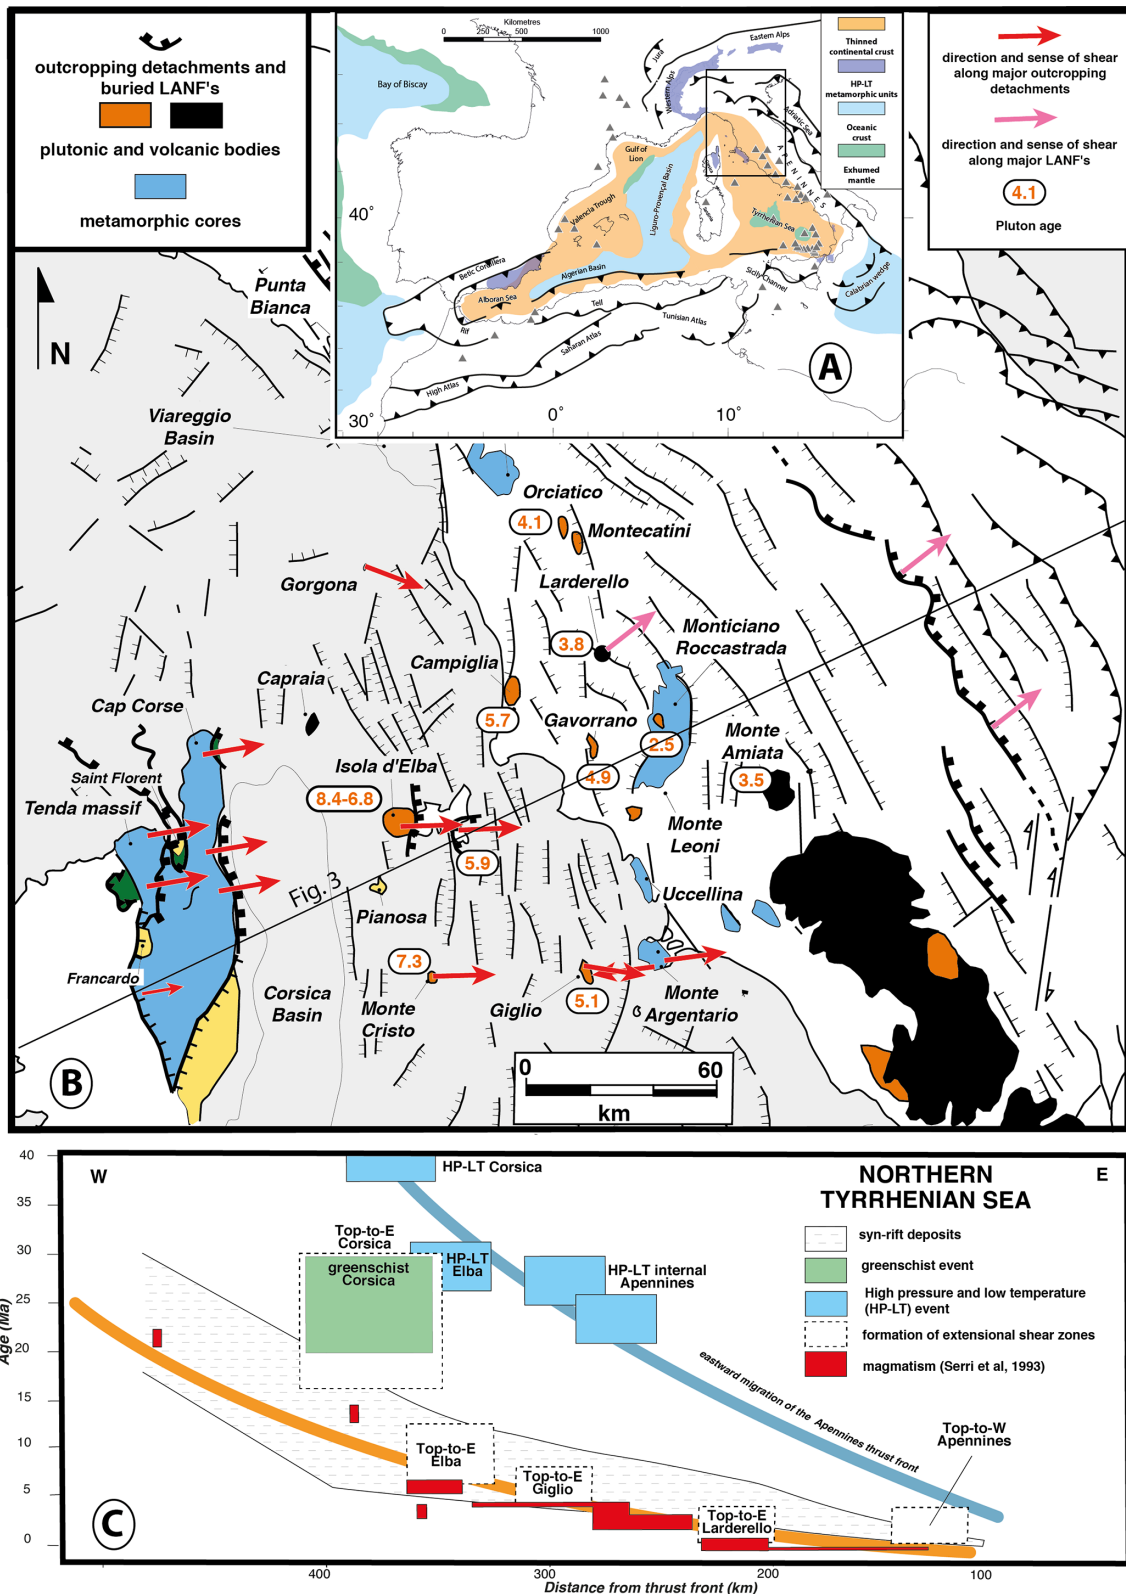 outcropping detachments and
buried LANF's
plutonic and volcanic bodies
metamorphic cores
Kilometres
0 250 500 1000
Bay of Biscay
Jura
Eastern Alps
Western Alps
Adriatic Sea
APENNINES
Gulf of
Lion
Valencia Trough
Liguro-Provençal Basin
Corsica
Sardinia
Tyrrhenian Sea
Betic Cordillera
Alboran Sea
Algerian Basin
Sicily Channel
Calabrian wedge
Rif
Tell
Tunisian Atlas
Saharan Atlas
High Atlas
40°
30°
0°
10°
A
Thinned
continental crust
HP-LT
metamorphic units
Oceanic
crust
Exhumed
mantle
direction and sense of shear
along major outcropping
detachments
direction and sense of shear
along major LANF's
4.1
Pluton age
N
Punta
Bianca
Viareggio
Basin
Orciatico
4.1
Montecatini
Gorgona
Larderello
3.8
Monticiano
Roccastrada
Campiglia
5.7
Capraia
Cap Corse
Gavorrano
4.9
2.5
Monte
Amiata
3.5
Isola d'Elba
8.4-6.8
Saint Florent
Tenda massif
5.9
Monte
Leoni
Fig. 3
Pianosa
Uccellina
7.3
Francardo
Corsica
Basin
Monte
Cristo
Giglio
5.1
Monte
Argentario
B
0 60
km
W
E
NORTHERN
TYRRHENIAN SEA
HP-LT Corsica
Top-to-E
Corsica
greenschist
Corsica
HP-LT
Elba
HP-LT internal
Apennines
syn-rift deposits
greenschist event
High pressure and low temperature
(HP-LT) event
formation of extensional shear zones
magmatism (Serri et al, 1993)
eastward migration of the Apennines thrust front
Top-to-W
Apennines
Top-to-E
Elba
Top-to-E
Giglio
Top-to-E
Larderello
C
40
35
30
25
20
15
10
5
0
Age (Ma)
400 300 200 100
Distance from thrust front (km)